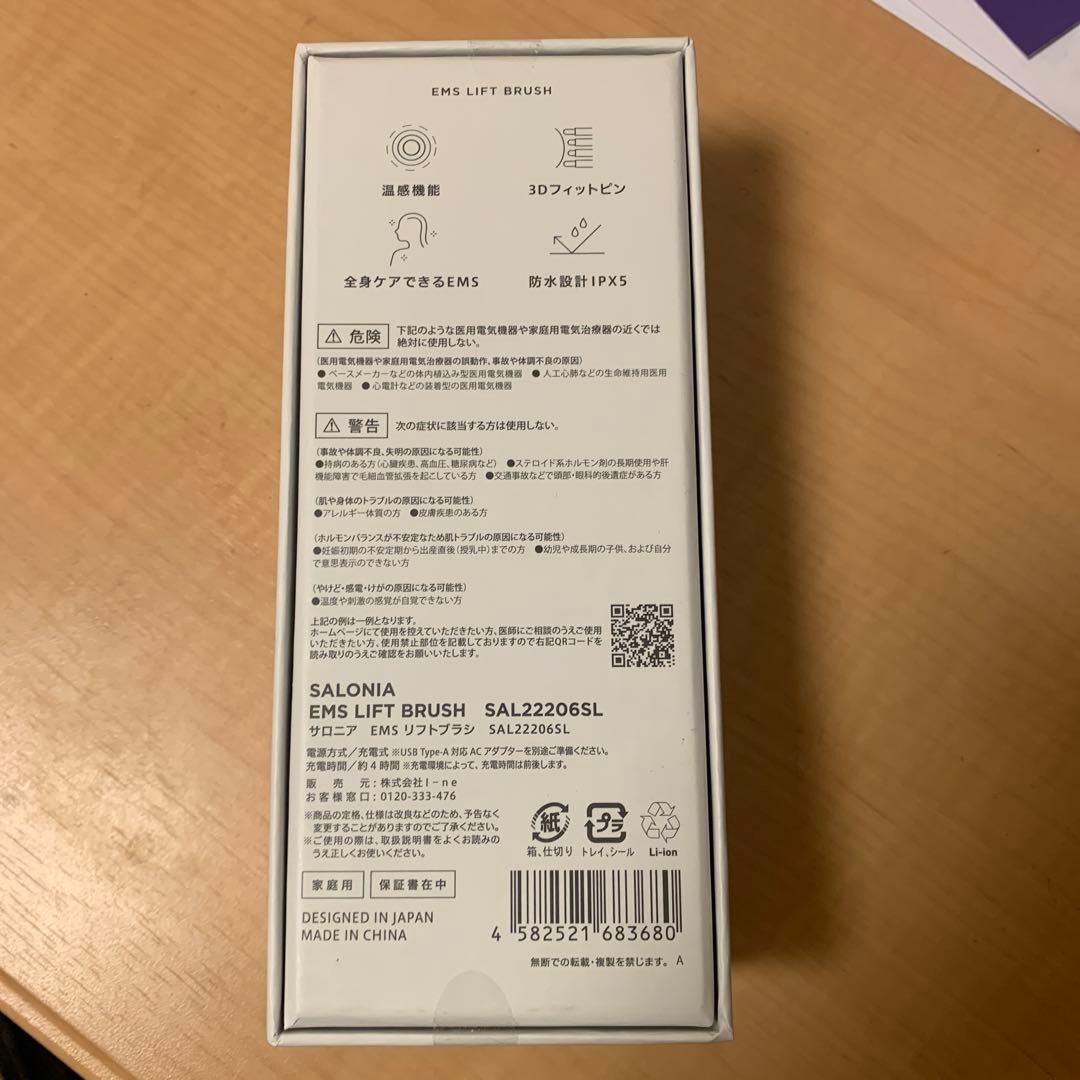 EMS LIFT BRUSH
温感機能
3Dフィットピン
全身ケアできるEMS
防水設計IPX5
危険
下記のような医用電気機器や家庭用電気治療器の近くでは
絶対に使用しない。
(医用電気機器や家庭用電気治療器の誤動作、事故や体調不良の原因)
●ペースメーカーなどの体内植込み型医用電気機器 ●人工心肺などの生命維持用医用
電気機器 ●心電計などの装着型の医用電気機器
警告
次の症状に該当する方は使用しない。
(事故や体調不良、失明の原因になる可能性)
●持病のある方(心臓疾患、高血圧、糖尿病など) ●ステロイド系ホルモン剤の長期使用や肝
機能障害で毛細血管拡張を起こしている方 ●交通事故などで頭部・眼科的後遺症がある方
(肌や身体のトラブルの原因になる可能性)
●アレルギー体質の方 ●皮膚疾患のある方
(ホルモンバランスが不安定なため肌トラブルの原因になる可能性)
●妊娠初期の不安定期から出産直後(授乳中)までの方 ●幼児や成長期の子供、および自分
で意思表示のできない方
(やけど・感電・けがの原因になる可能性)
●温度や刺激の感覚が自覚できない方
上記の例は一例となります。
ホームページにて使用を控えていただきたい方、医師にご相談のうえご使用
いただきたい方、使用禁止部位を記載しておりますので右記QRコードを
読み取りのうえご確認をお願いいたします。
SALONIA
EMS LIFT BRUSH SAL22206SL
サロニア EMS リフトブラシ SAL22206SL
電源方式/充電式 ※USB Type-A 対応 AC アダプターを別途ご準備ください。
充電時間/約4時間 ※充電環境によって、充電時間は前後します。
販売元:株式会社I-ne
お客様窓口:0120-333-476
※商品の定格、仕様は改良などのため、予告なく
変更することがありますのでご了承ください。
※ご使用の際は、取扱説明書をよくお読みの
うえ正しくお使いください。
紙
プラ
箱、仕切り
トレイ、シール
Li-ion
家庭用
保証書在中
DESIGNED IN JAPAN
MADE IN CHINA
4 582521 683680
無断での転載・複製を禁じます。 A